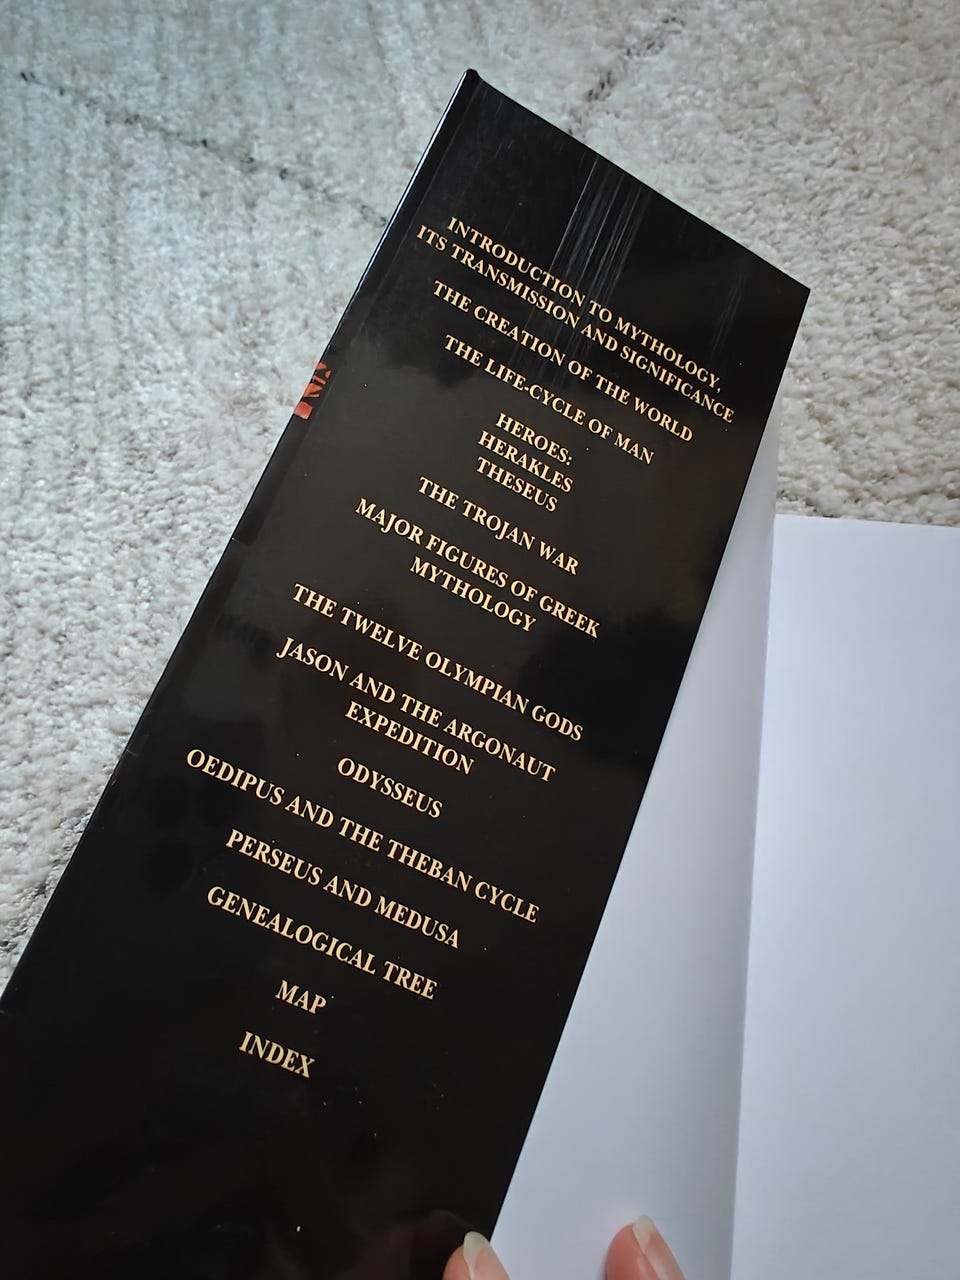 INTRODUCTION TO MYTHOLOGY,
ITS TRANSMISSION AND SIGNIFICANCE
THE CREATION OF THE WORLD
THE LIFE-CYCLE OF MAN
HEROES:
HERAKLES
THESEUS
THE TROJAN WAR
MAJOR FIGURES OF GREEK
MYTHOLOGY
THE TWELVE OLYMPIAN GODS
JASON AND THE ARGONAUT
EXPEDITION
ODYSSEUS
OEDIPUS AND THE THEBAN CYCLE
PERSEUS AND MEDUSA
GENEALOGICAL TREE
MAP
INDEX